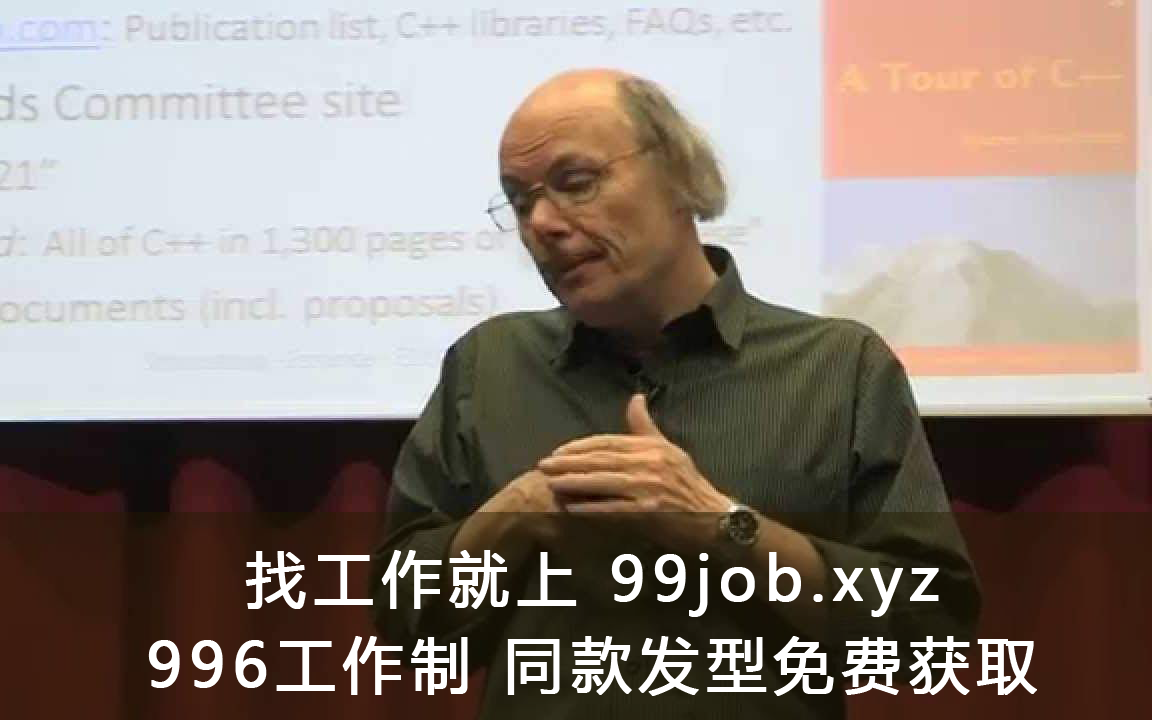 o.com: Publication list, C++ libraries, FAQs, etc.
A Tour of C++
ds Committee site
21”
d: All of C++ in 1,300 pages of
documents (incl. proposals)
找工作就上 99job.xyz
996工作制 同款发型免费获取